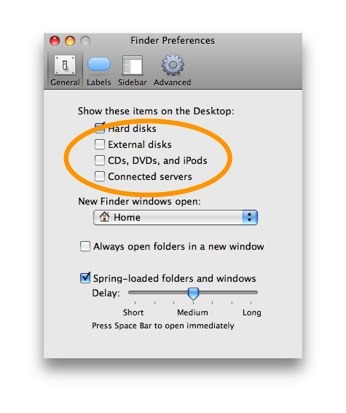 Finder Preferences
General Labels Sidebar Advanced
Show these items on the Desktop:
Hard disks
External disks
CDs, DVDs, and iPods
Connected servers
New Finder windows open:
Home
Always open folders in a new window
Spring-loaded folders and windows
Delay:
Short Medium Long
Press Space Bar to open immediately